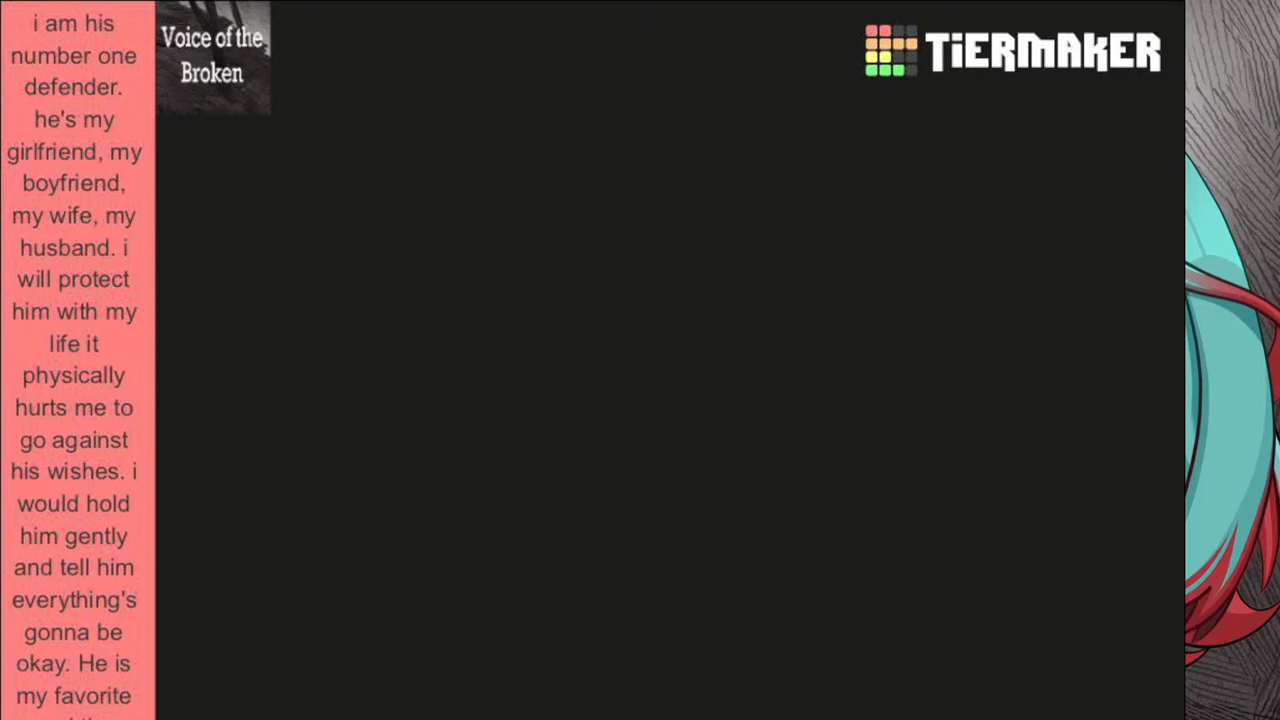 i am his
number one
defender.
he's my
girlfriend, my
boyfriend,
my wife, my
husband. i
will protect
him with my
life it
physically
hurts me to
go against
his wishes. i
would hold
him gently
and tell him
everything's
gonna be
okay. He is
my favorite
Voice of the
Broken
TiERMAKER